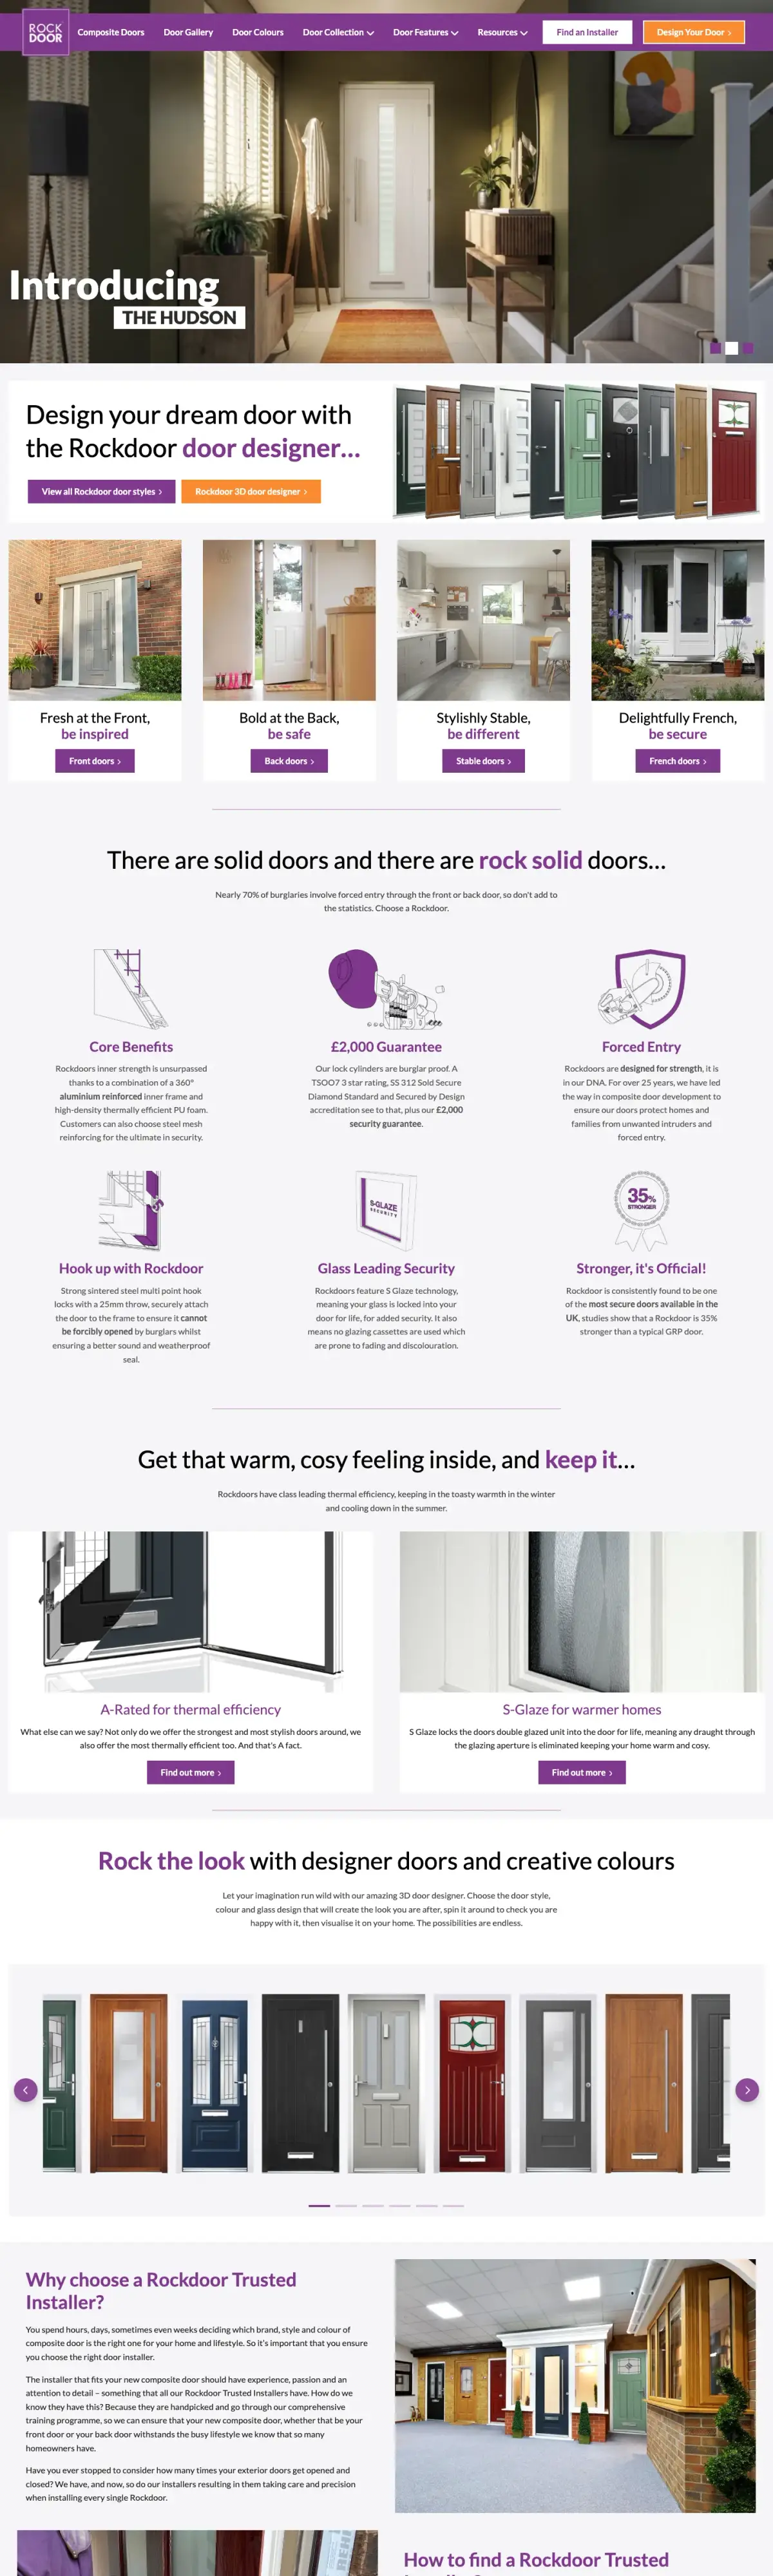 ROCK
DOOR
Composite Doors
Door Gallery
Door Colours
Door Collection
Door Features
Resources
Find an Installer
Design Your Door ›
Introducing
THE HUDSON
Design your dream door with
the Rockdoor door designer...
View all Rockdoor door styles ›
Rockdoor 3D door designer ›
Fresh at the Front,
be inspired
Front doors ›
Bold at the Back,
be safe
Back doors ›
Stylishly Stable,
be different
Stable doors ›
Delightfully French,
be secure
French doors ›
There are solid doors and there are rock solid doors...
Nearly 70% of burglaries involve forced entry through the front or back door, so don't add to
the statistics. Choose a Rockdoor.
Core Benefits
Rockdoors inner strength is unsurpassed
thanks to a combination of a 360°
aluminium reinforced inner frame and
high-density thermally efficient PU foam.
Customers can also choose steel mesh
reinforcing for the ultimate in security.
£2,000 Guarantee
Our lock cylinders are burglar proof. A
TSOO7 3 star rating, SS 312 Sold Secure
Diamond Standard and Secured by Design
accreditation see to that, plus our £2,000
security guarantee.
Forced Entry
Rockdoors are designed for strength, it is
in our DNA. For over 25 years, we have led
the way in composite door development to
ensure our doors protect homes and
families from unwanted intruders and
forced entry.
Hook up with Rockdoor
Strong sintered steel multi point hook
locks with a 25mm throw, securely attach
the door to the frame to ensure it cannot
be forcibly opened by burglars whilst
ensuring a better sound and weatherproof
seal.
S-GLAZE
SECURITY
Glass Leading Security
Rockdoors feature S Glaze technology,
meaning your glass is locked into your
door for life, for added security. It also
means no glazing cassettes are used which
are prone to fading and discolouration.
35%
STRONGER
Stronger, it's Official!
Rockdoor is consistently found to be one
of the most secure doors available in the
UK, studies show that a Rockdoor is 35%
stronger than a typical GRP door.
Get that warm, cosy feeling inside, and keep it...
Rockdoors have class leading thermal efficiency, keeping in the toasty warmth in the winter
and cooling down in the summer.
A-Rated for thermal efficiency
What else can we say? Not only do we offer the strongest and most stylish doors around, we
also offer the most thermally efficient too. And that's A fact.
Find out more ›
S-Glaze for warmer homes
S Glaze locks the doors double glazed unit into the door for life, meaning any draught through
the glazing aperture is eliminated keeping your home warm and cosy.
Find out more ›
Rock the look with designer doors and creative colours
Let your imagination run wild with our amazing 3D door designer. Choose the door style,
colour and glass design that will create the look you are after, spin it around to check you are
happy with it, then visualise it on your home. The possibilities are endless.
Why choose a Rockdoor Trusted
Installer?
You spend hours, days, sometimes even weeks deciding which brand, style and colour of
composite door is the right one for your home and lifestyle. So it's important that you ensure
you choose the right door installer.
The installer that fits your new composite door should have experience, passion and an
attention to detail – something that all our Rockdoor Trusted Installers have. How do we
know they have this? Because they are handpicked and go through our comprehensive
training programme, so we can ensure that your new composite door, whether that be your
front door or your back door withstands the busy lifestyle we know that so many
homeowners have.
Have you ever stopped to consider how many times your exterior doors get opened and
closed? We have, and now, so do our installers resulting in them taking care and precision
when installing every single Rockdoor.
How to find a Rockdoor Trusted